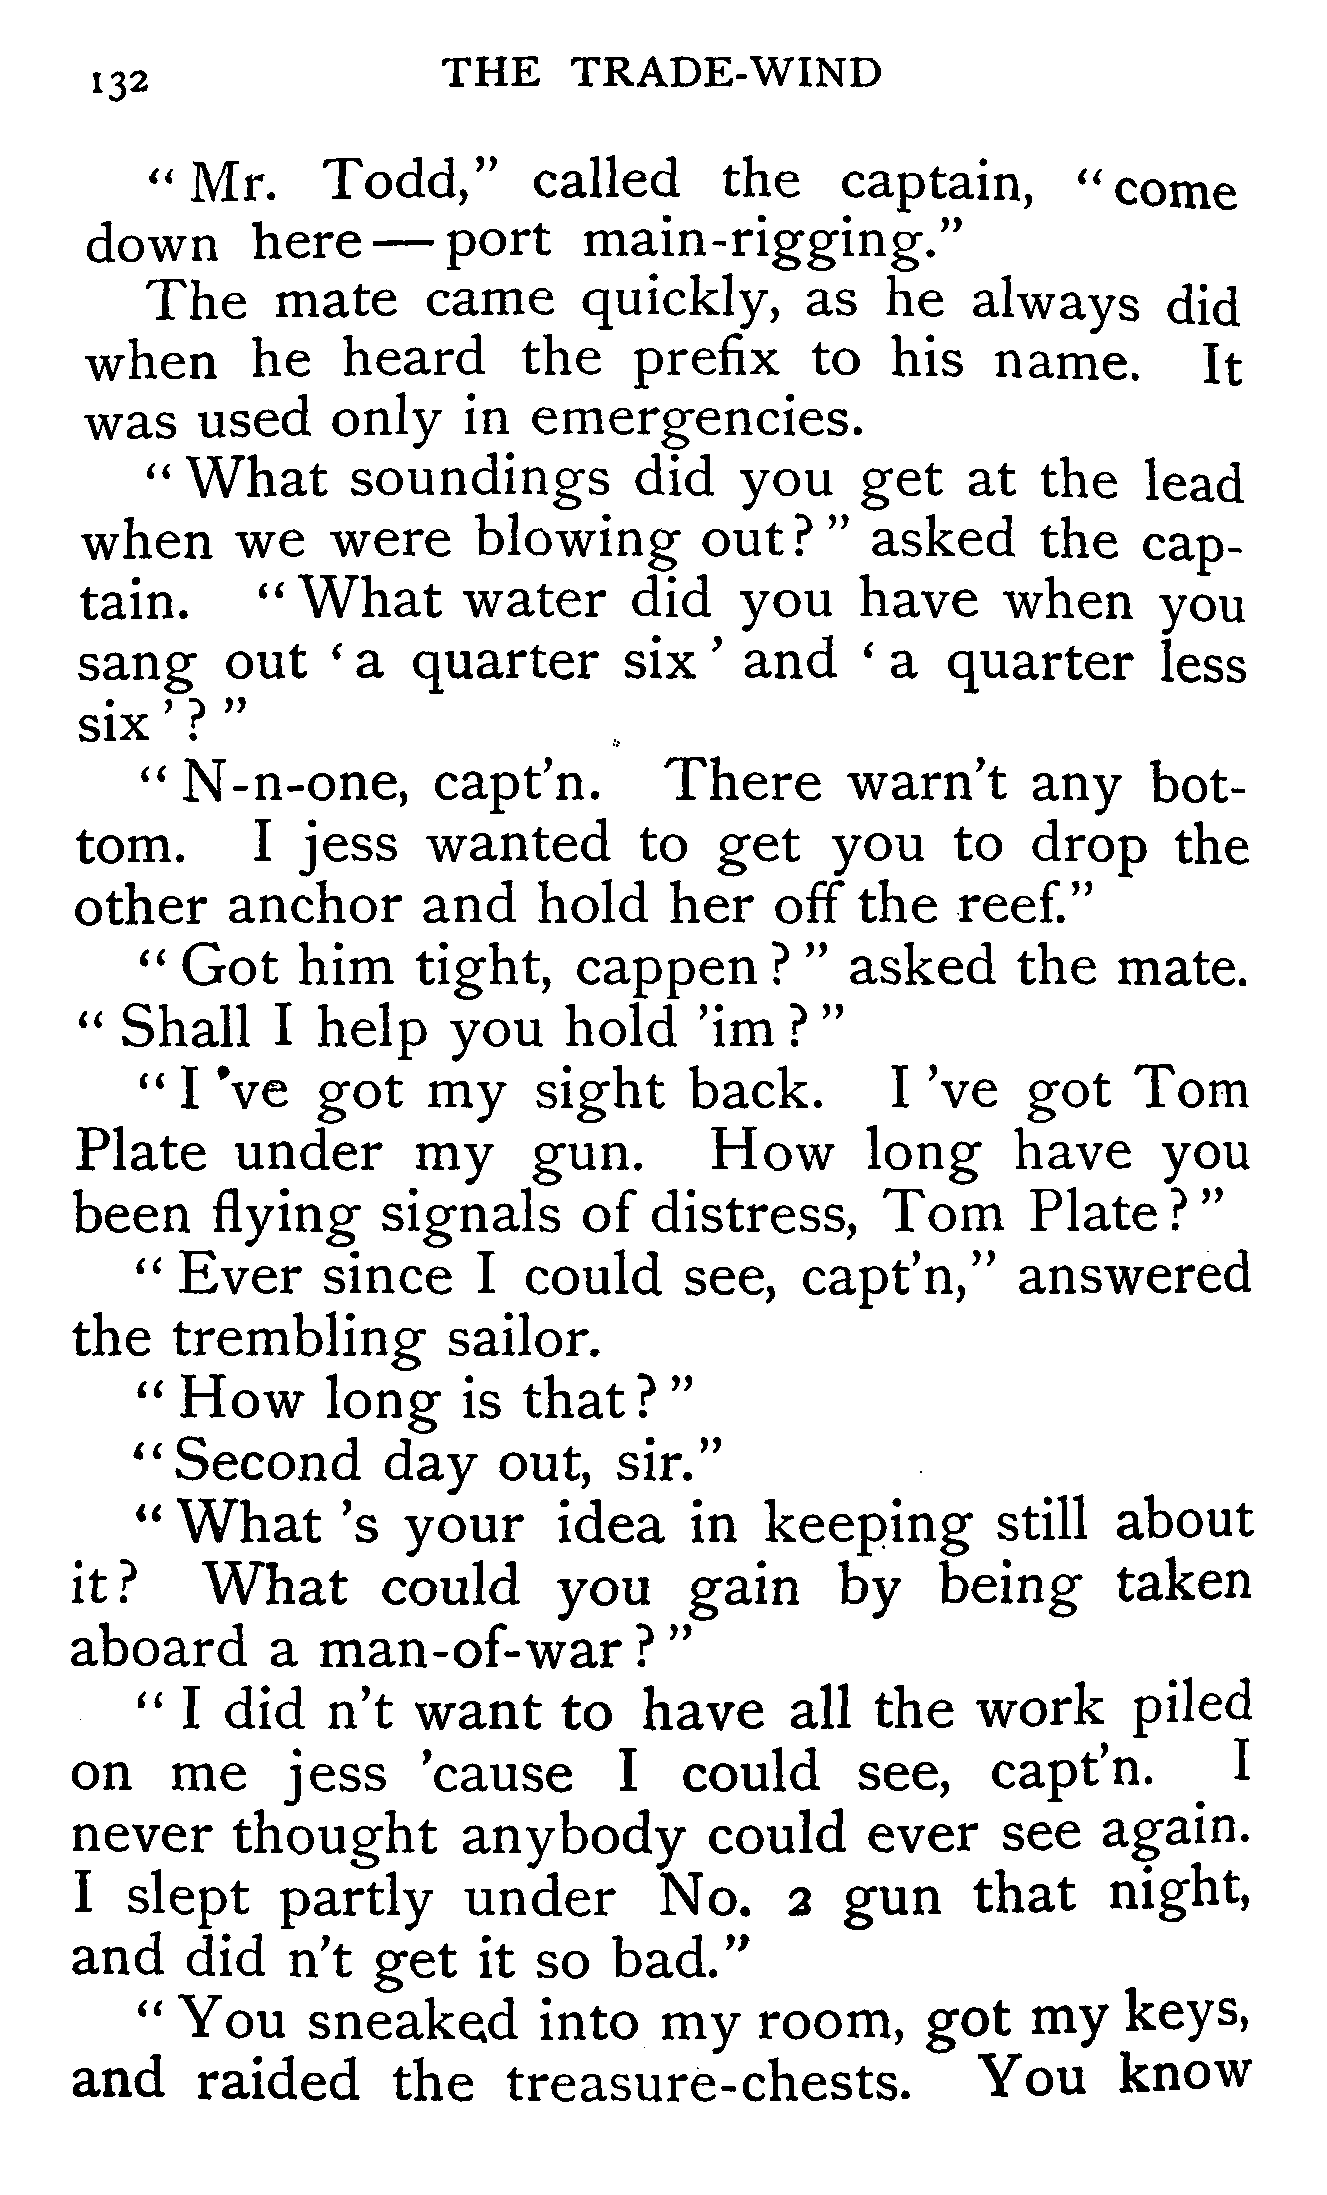 132 THE TRADE-WIND
“ Mr. Todd,” called the captain, “ come
down here — port main-rigging.”
The mate came quickly, as he always did
when he heard the prefix to his name. It
was used only in emergencies.
“ What soundings did you get at the lead
when we were blowing out? ” asked the cap-
tain. “ What water did you have when you
sang out ‘ a quarter six ’ and ‘ a quarter less
six ’? ”
“ N-n-one, capt’n. There warn’t any bot-
tom. I jess wanted to get you to drop the
other anchor and hold her off the reef.”
“ Got him tight, cappen ? ” asked the mate.
“ Shall I help you hold ’im ? ”
“ I ’ve got my sight back. I ’ve got Tom
Plate under my gun. How long have you
been flying signals of distress, Tom Plate? ”
“ Ever since I could see, capt’n,” answered
the trembling sailor.
“ How long is that? ”
“ Second day out, sir.”
“ What ’s your idea in keeping still about
it? What could you gain by being taken
aboard a man-of-war ? ”
“ I did n’t want to have all the work piled
on me jess ’cause I could see, capt’n. I
never thought anybody could ever see again.
I slept partly under No. 2 gun that night,
and did n’t get it so bad.”
“ You sneaked into my room, got my keys,
and raided the treasure-chests. You know